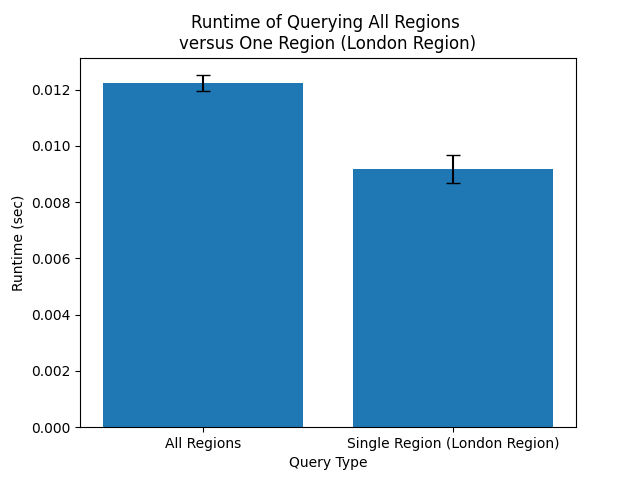 Runtime of Querying All Regions
versus One Region (London Region)
Runtime (sec)
0.012
0.010
0.008
0.006
0.004
0.002
0.000
All Regions
Single Region (London Region)
Query Type